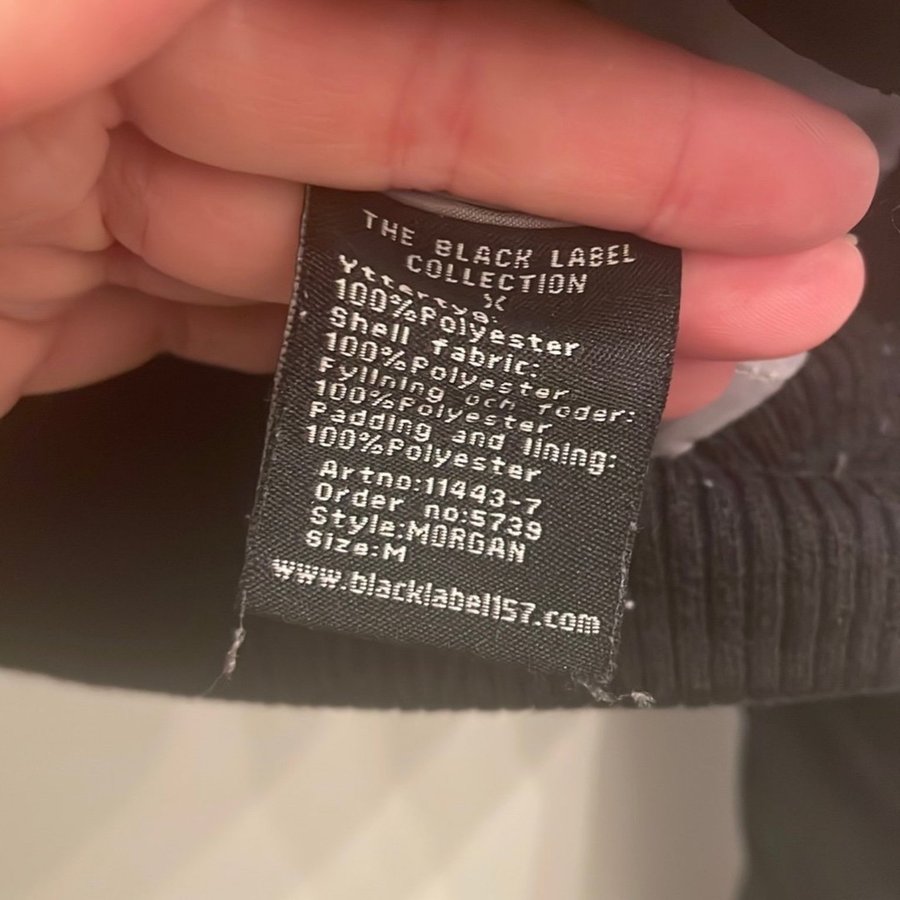 THE BLACK LABEL
COLLECTION
Yttertyg:
100%Polyester
Shell fabric:
100%Polyester
Fyllning och foder:
100%Polyester
Padding and lining:
100%Polyester
Artno:11443-7
Order no:5739
Style:MORGAN
Size:M
www.blacklabel157.com